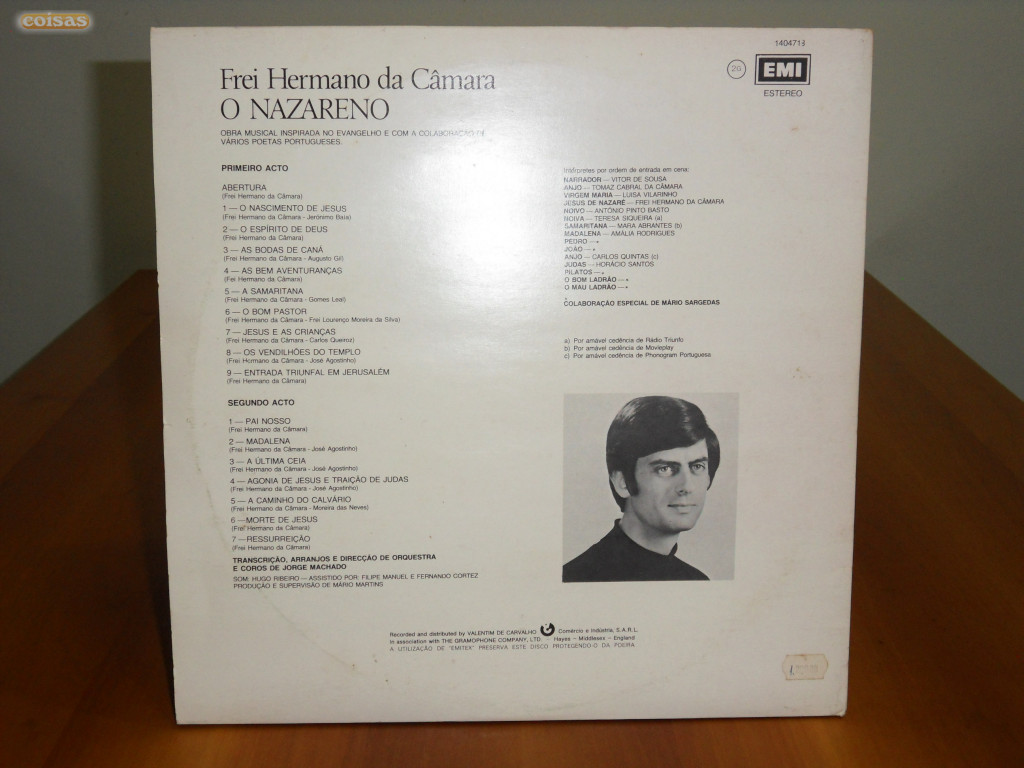 coisas
1404713
Frei Hermano da Câmara
O NAZARENO
2G
EMI
ESTEREO
OBRA MUSICAL INSPIRADA NO EVANGELHO E COM A COLABORAÇÃO DE
VÁRIOS POETAS PORTUGUESES.
PRIMEIRO ACTO
ABERTURA
(Frei Hermano da Câmara)
1 — O NASCIMENTO DE JESUS
(Frei Hermano da Câmara - Jerónimo Baía)
2 — O ESPÍRITO DE DEUS
(Frei Hermano da Câmara)
3 — AS BODAS DE CANÁ
(Frei Hermano da Câmara - Augusto Gil)
4 — AS BEM AVENTURANÇAS
(Frei Hermano da Câmara)
5 — A SAMARITANA
(Frei Hermano da Câmara - Gomes Leal)
6 — O BOM PASTOR
(Frei Hermano da Câmara - Frei Lourenço Moreira da Silva)
7 — JESUS E AS CRIANÇAS
(Frei Hermano da Câmara - Carlos Queiroz)
8 — OS VENDILHÕES DO TEMPLO
(Frei Hermano da Câmara - José Agostinho)
9 — ENTRADA TRIUNFAL EM JERUSALÉM
(Frei Hermano da Câmara)
SEGUNDO ACTO
1 — PAI NOSSO
(Frei Hermano da Câmara)
2 — MADALENA
(Frei Hermano da Câmara - José Agostinho)
3 — A ÚLTIMA CEIA
(Frei Hermano da Câmara - José Agostinho)
4 — AGONIA DE JESUS E TRAIÇÃO DE JUDAS
(Frei Hermano da Câmara - José Agostinho)
5 — A CAMINHO DO CALVÁRIO
(Frei Hermano da Câmara - Moreira das Neves)
6 — MORTE DE JESUS
(Frei Hermano da Câmara)
7 — RESSURREIÇÃO
(Frei Hermano da Câmara)
TRANSCRIÇÃO, ARRANJOS E DIRECÇÃO DE ORQUESTRA
E COROS DE JORGE MACHADO
SOM: HUGO RIBEIRO — ASSISTIDO POR: FILIPE MANUEL E FERNANDO CORTEZ
PRODUÇÃO E SUPERVISÃO DE MÁRIO MARTINS
Intérpretes por ordem de entrada em cena:
NARRADOR — VITOR DE SOUSA
ANJO — TOMAZ CABRAL DA CÂMARA
VIRGEM MARIA — LUISA VILARINHO
JESUS DE NAZARÉ — FREI HERMANO DA CÂMARA
NOIVO — ANTÓNIO PINTO BASTO
NOIVA — TERESA SIQUEIRA (a)
SAMARITANA — MARA ABRANTES (b)
MADALENA — AMÁLIA RODRIGUES
PEDRO — *
JOÃO — *
ANJO — CARLOS QUINTAS (c)
JUDAS — HORÁCIO SANTOS
PILATOS — *
O BOM LADRÃO — *
O MAU LADRÃO — *
COLABORAÇÃO ESPECIAL DE MÁRIO SARGEDAS
a) Por amável cedência de Radio Triunfo
b) Por amável cedência de Movieplay
c) Por amável cedência de Phonogram Portuguesa
Recorded and distributed by VALENTIM DE CARVALHO Comércio e Indústria, S.A.R.L.
in association with THE GRAMOPHONE COMPANY, LTD. — Hayes - Middlesex - England
A UTILIZAÇÃO DE "EMITEX" PRESERVA ESTE DISCO PROTEGENDO-O DA POEIRA